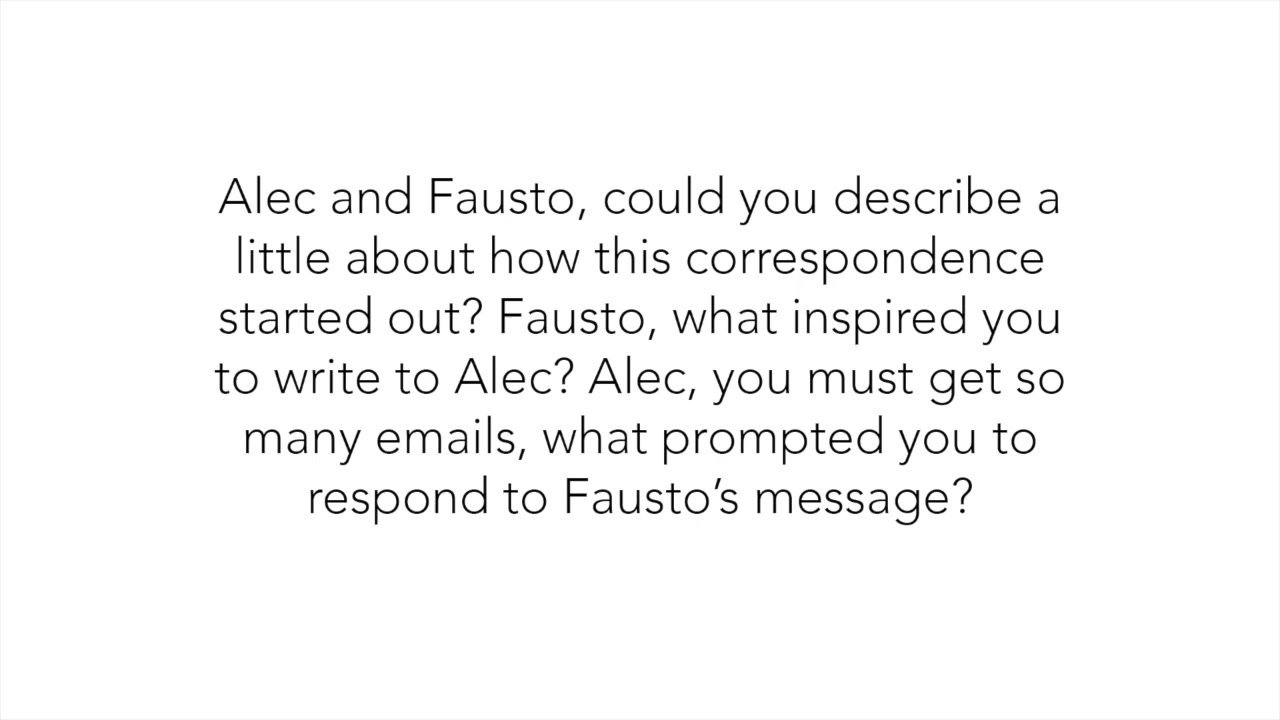 Alec and Fausto, could you describe a
little about how this correspondence
started out? Fausto, what inspired you
to write to Alec? Alec, you must get so
many emails, what prompted you to
respond to Fausto’s message?